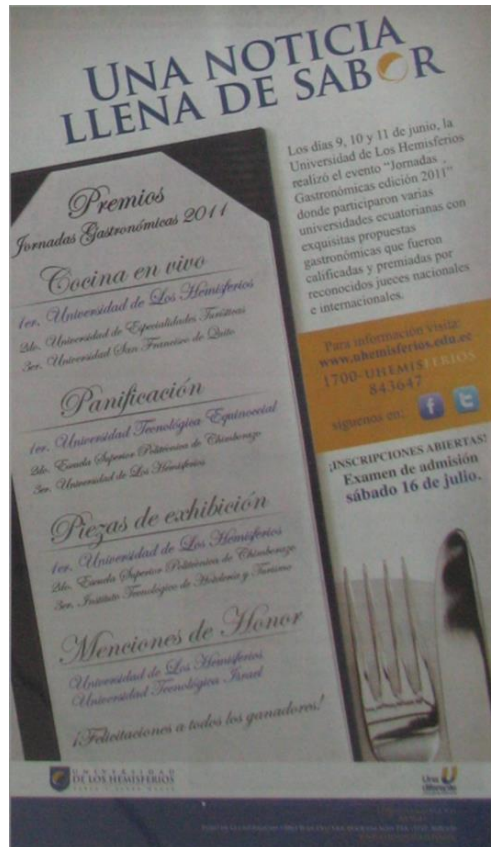 UNA NOTICIA
LLENA DE SABOR
Los días 9, 10 y 11 de junio, la
Universidad de Los Hemisferios
realizó el evento "Jornadas
Gastronómicas edición 2011"
donde participaron varias
universidades ecuatorianas con
exquisitas propuestas
gastronómicas que fueron
calificadas y premiadas por
reconocidos jueces nacionales
e internacionales.
Para información visita:
www.uhemisferios.edu.ec
1700-UHEMISFERIOS
843647
siguenos en:
¡INSCRIPCIONES ABIERTAS!
Examen de admisión
sábado 16 de julio.
Premios
Jornadas Gastronómicas 2011
Cocina en vivo
1er. Universidad de Los Hemisferios
2do. Universidad de Especialidades Turísticas
3er. Universidad San Francisco de Quito
Panificación
1er. Universidad Tecnológica Equinoccial
2do. Escuela Superior Politécnica de Chimborazo
3er. Universidad de Los Hemisferios
Piezas de exhibición
1er. Universidad de Los Hemisferios
2do. Escuela Superior Politécnica de Chimborazo
3er. Instituto Tecnológico de Hotelería y Turismo
Menciones de Honor
Universidad de Los Hemisferios
Universidad Tecnológica Israel
¡Felicitaciones a todos los ganadores!
UNIVERSIDAD
DE LOS HEMISFERIOS
Una
diferente